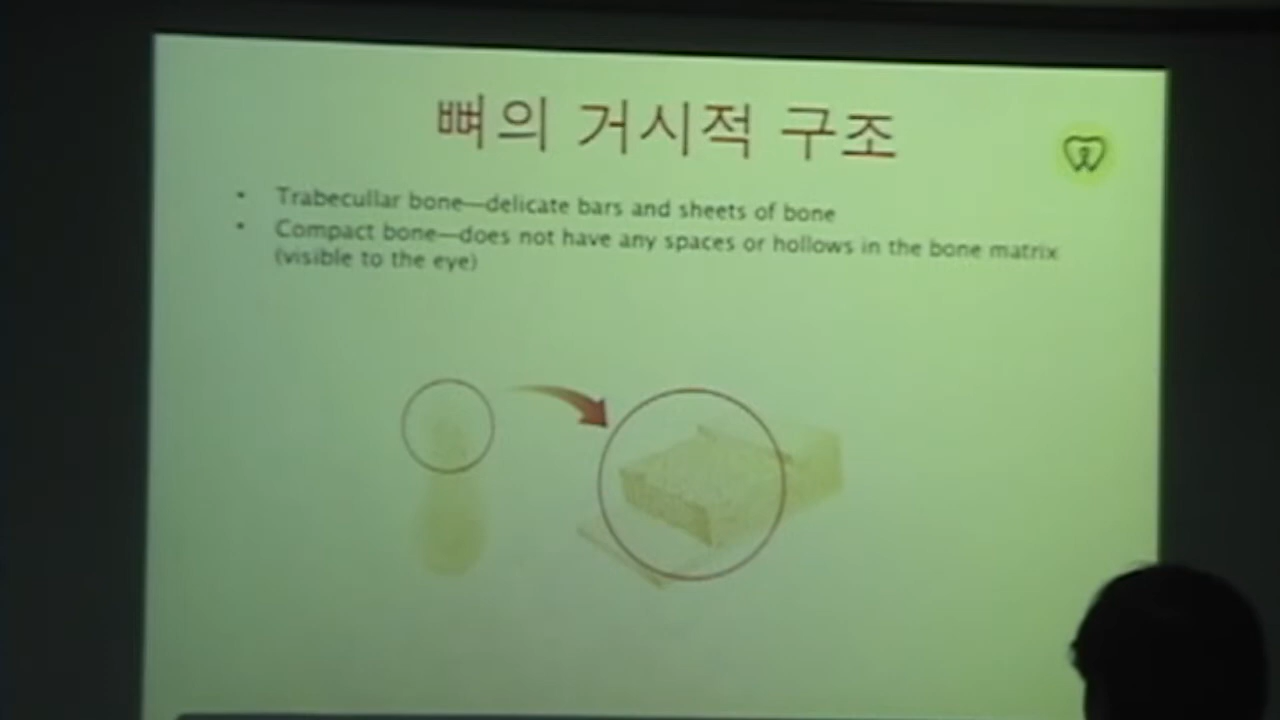 뼈의 거시적 구조
• Trabecullar bone—delicate bars and sheets of bone
• Compact bone—does not have any spaces or hollows in the bone matrix
(visible to the eye)